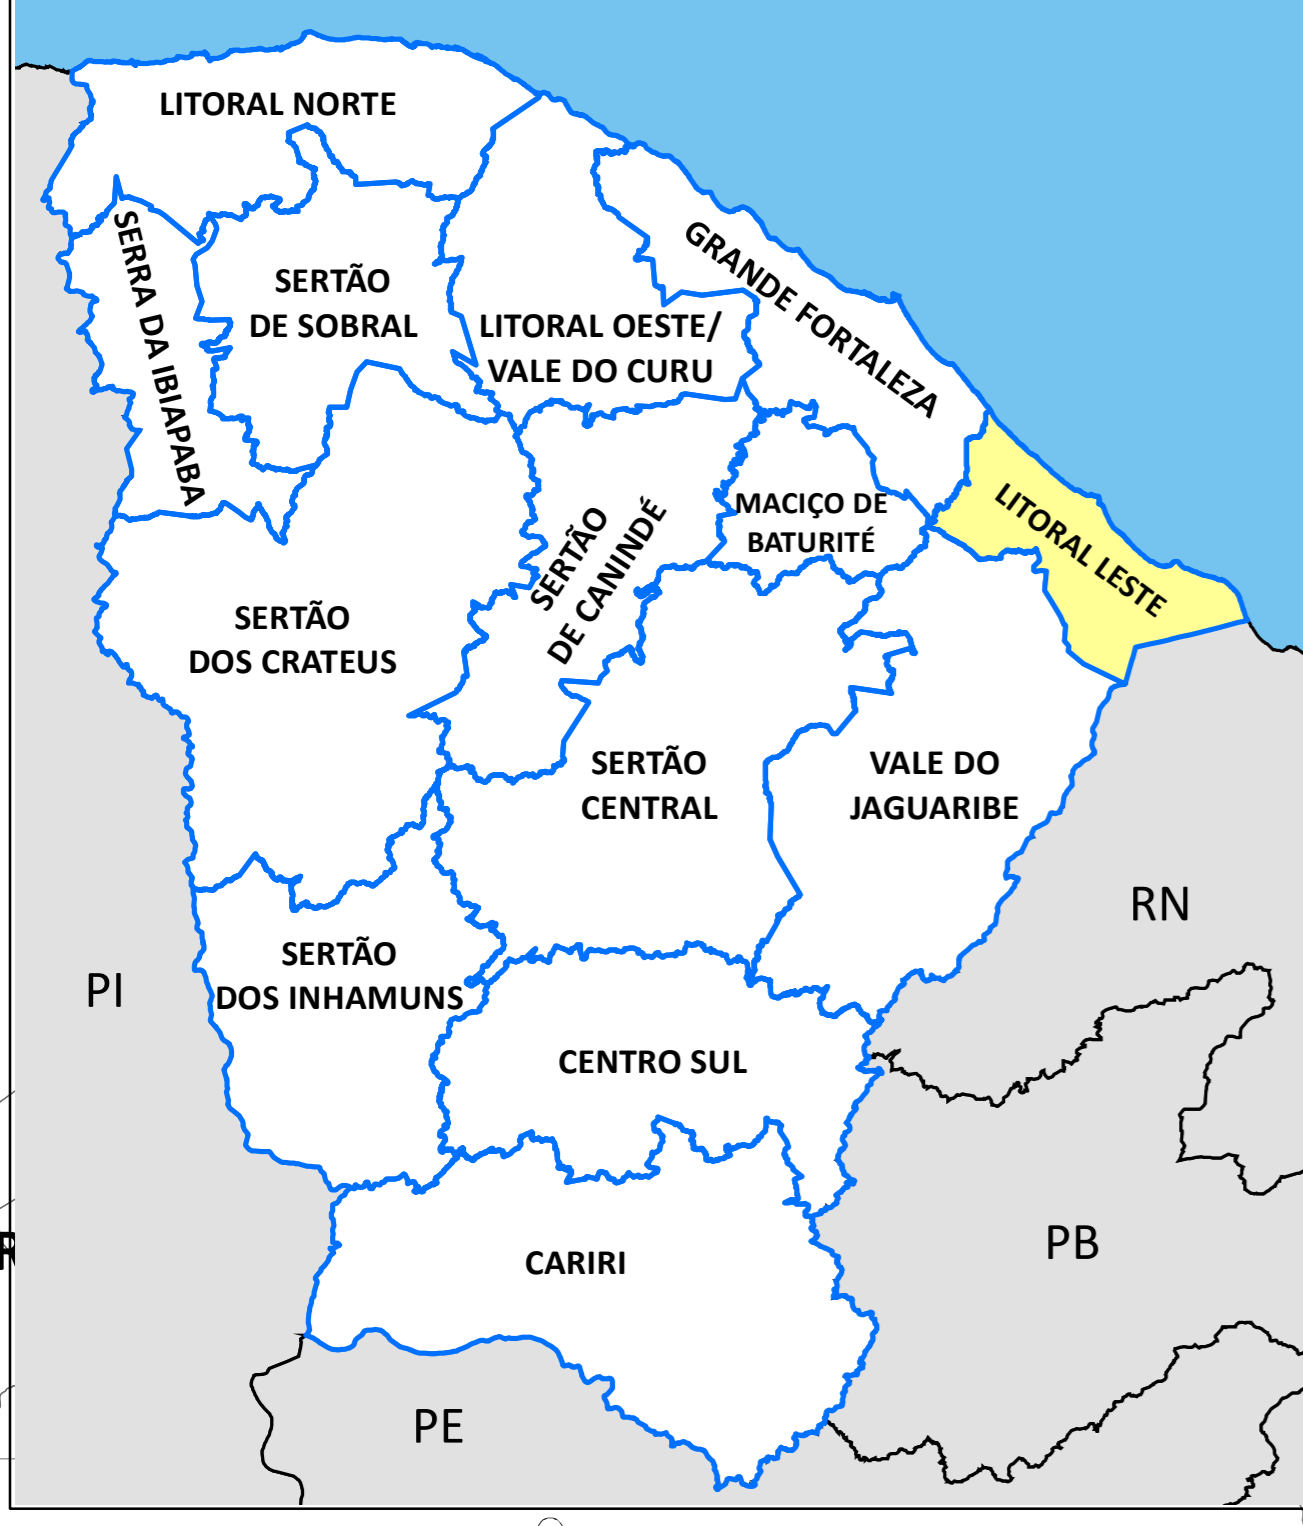 LITORAL NORTE
SERRA DA IBIAPABA
SERTÃO
DE SOBRAL
LITORAL OESTE/
VALE DO CURU
GRANDE FORTALEZA
MACIÇO DE
BATURITÉ
LITORAL LESTE
SERTÃO
DE CANINDÉ
SERTÃO
DOS CRATEUS
SERTÃO
CENTRAL
VALE DO
JAGUARIBE
RN
PI
SERTÃO
DOS INHAMUNS
CENTRO SUL
PB
CARIRI
PE